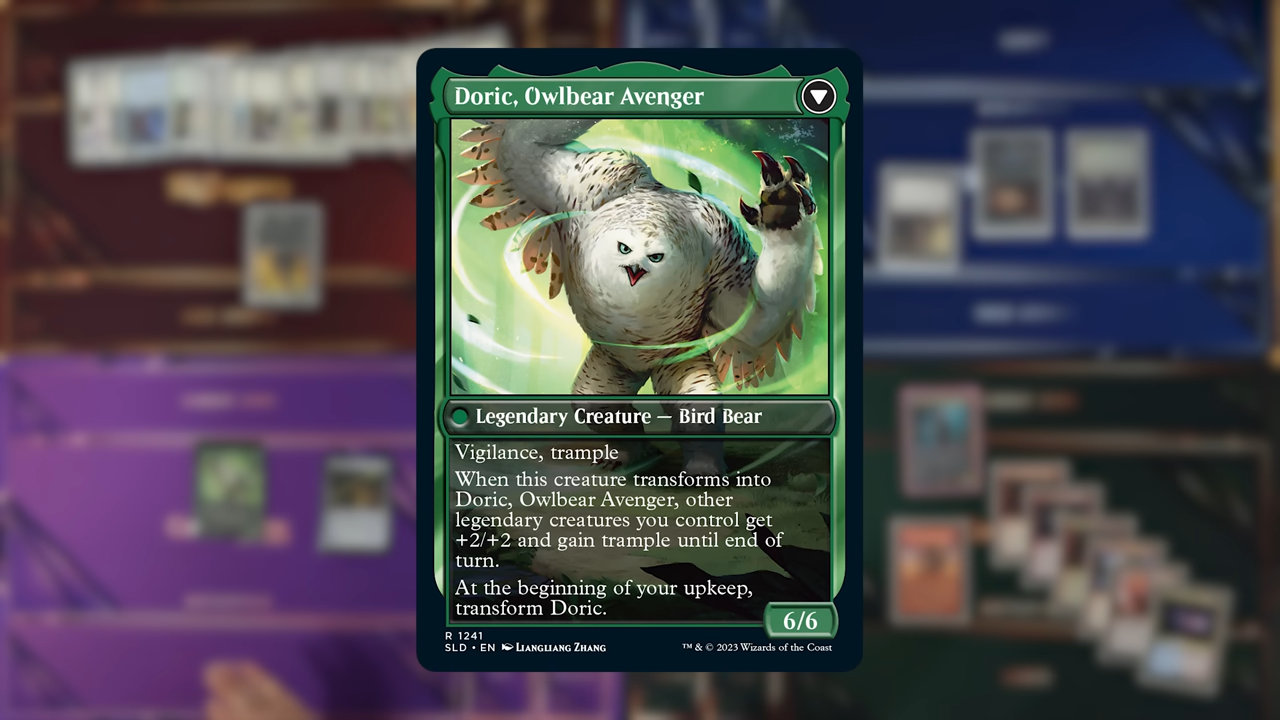 Doric, Owlbear Avenger
Legendary Creature — Bird Bear
Vigilance, trample
When this creature transforms into
Doric, Owlbear Avenger, other
legendary creatures you control get
+2/+2 and gain trample until end of
turn.
At the beginning of your upkeep,
transform Doric.
6/6
R 1241
SLD • EN LIANGLIANG ZHANG
™ & © 2023 Wizards of the Coast